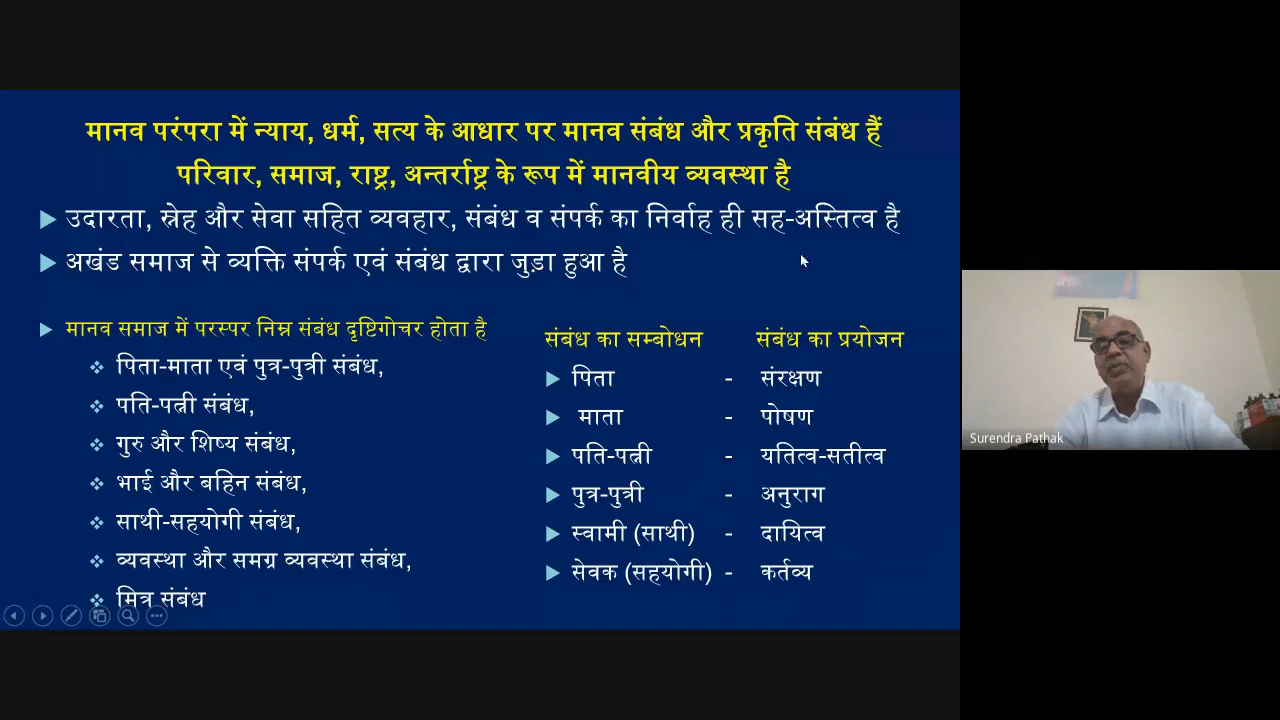 मानव परंपरा में न्याय, धर्म, सत्य के आधार पर मानव संबंध और प्रकृति संबंध हैं
परिवार, समाज, राष्ट्र, अन्तर्राष्ट्र के रूप में मानवीय व्यवस्था है
उदारता, स्नेह और सेवा सहित व्यवहार, संबंध व संपर्क का निर्वाह ही सह-अस्तित्व है
अखंड समाज से व्यक्ति संपर्क एवं संबंध द्वारा जुड़ा हुआ है
मानव समाज में परस्पर निम्न संबंध दृष्टिगोचर होता है
पिता-माता एवं पुत्र-पुत्री संबंध,
पति-पत्नी संबंध,
गुरु और शिष्य संबंध,
भाई और बहिन संबंध,
साथी-सहयोगी संबंध,
व्यवस्था और समग्र व्यवस्था संबंध,
मित्र संबंध
संबंध का सम्बोधन संबंध का प्रयोजन
पिता - संरक्षण
माता - पोषण
पति-पत्नी - यतित्व-सतीत्व
पुत्र-पुत्री - अनुराग
स्वामी (साथी) - दायित्व
सेवक (सहयोगी) - कर्तव्य
Surendra Pathak